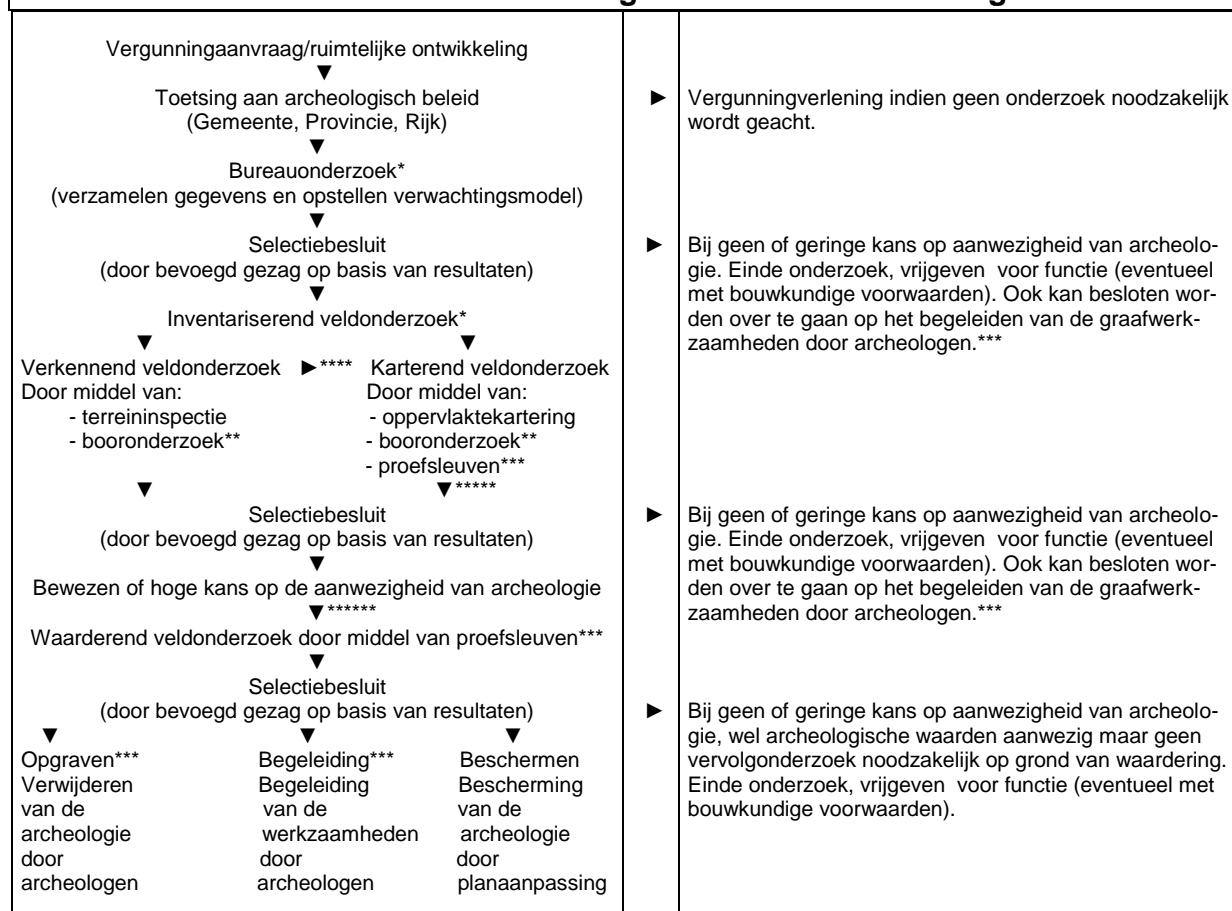 Vergunningaanvraag/ruimtelijke ontwikkeling
▼
Toetsing aan archeologisch beleid
(Gemeente, Provincie, Rijk)
► Vergunningverlening indien geen onderzoek noodzakelijk
wordt geacht.
▼
Bureauonderzoek*
(verzamelen gegevens en opstellen verwachtingsmodel)
▼
Selectiebesluit
(door bevoegd gezag op basis van resultaten)
► Bij geen of geringe kans op aanwezigheid van archeolo-
gie. Einde onderzoek, vrijgeven voor functie (eventueel
met bouwkundige voorwaarden). Ook kan besloten wor-
den over te gaan op het begeleiden van de graafwerk-
zaamheden door archeologen.***
▼
Inventariserend veldonderzoek*
▼ ▼
Verkennend veldonderzoek ►**** Karterend veldonderzoek
Door middel van: Door middel van:
- terreininspectie - oppervlaktekartering
- booronderzoek** - booronderzoek**
- proefsleuven***
▼ ▼*****
Selectiebesluit
(door bevoegd gezag op basis van resultaten)
► Bij geen of geringe kans op aanwezigheid van archeolo-
gie. Einde onderzoek, vrijgeven voor functie (eventueel
met bouwkundige voorwaarden). Ook kan besloten wor-
den over te gaan op het begeleiden van de graafwerk-
zaamheden door archeologen.***
▼
Bewezen of hoge kans op de aanwezigheid van archeologie
▼******
Waarderend veldonderzoek door middel van proefsleuven***
▼
Selectiebesluit
(door bevoegd gezag op basis van resultaten)
► Bij geen of geringe kans op aanwezigheid van archeolo-
gie, wel archeologische waarden aanwezig maar geen
vervolgonderzoek noodzakelijk op grond van waardering.
Einde onderzoek, vrijgeven voor functie (eventueel met
bouwkundige voorwaarden).
▼ ▼ ▼
Opgraven*** Begeleiding*** Beschermen
Verwijderen Begeleiding Bescherming
van de van de van de
archeologie werkzaamheden archeologie
door door door
archeologen archeologen planaanpassing